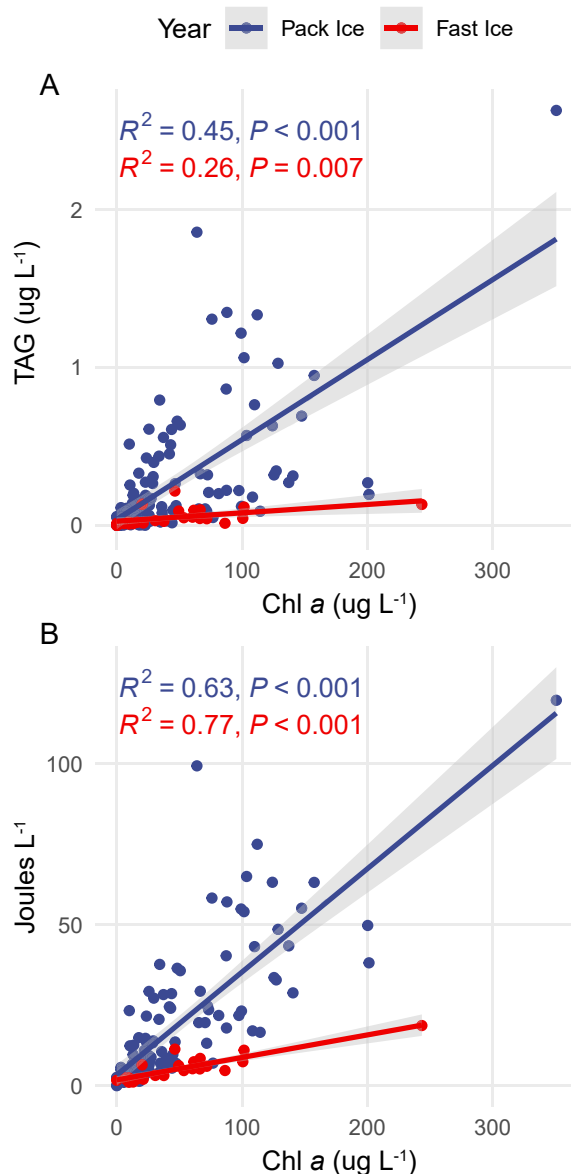 Year Pack Ice Fast Ice
A
R² = 0.45, P < 0.001
R² = 0.26, P = 0.007
2
1
0
TAG (ug L⁻¹)
0 100 200 300
Chl a (ug L⁻¹)
B
R² = 0.63, P < 0.001
R² = 0.77, P < 0.001
100
50
0
Joules L⁻¹
0 100 200 300
Chl a (ug L⁻¹)